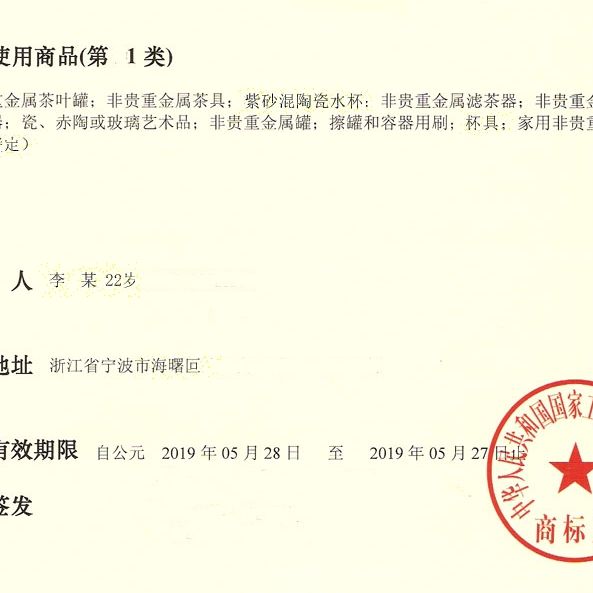 使用商品(第 1 类)
重金属茶叶罐；非贵重金属茶具；紫砂混陶瓷水杯；非贵重金属滤茶器；非贵重金
器；瓷、赤陶或玻璃艺术品；非贵重金属罐；擦罐和容器用刷；杯具；家用非贵重
定）
人 李 某 22岁
地址 浙江省宁波市海曙
有效期限 自公元 2019 年 05 月 28 日 至 2019 年 05 月 27 日止
签发
中华人民共和国国家工
商标